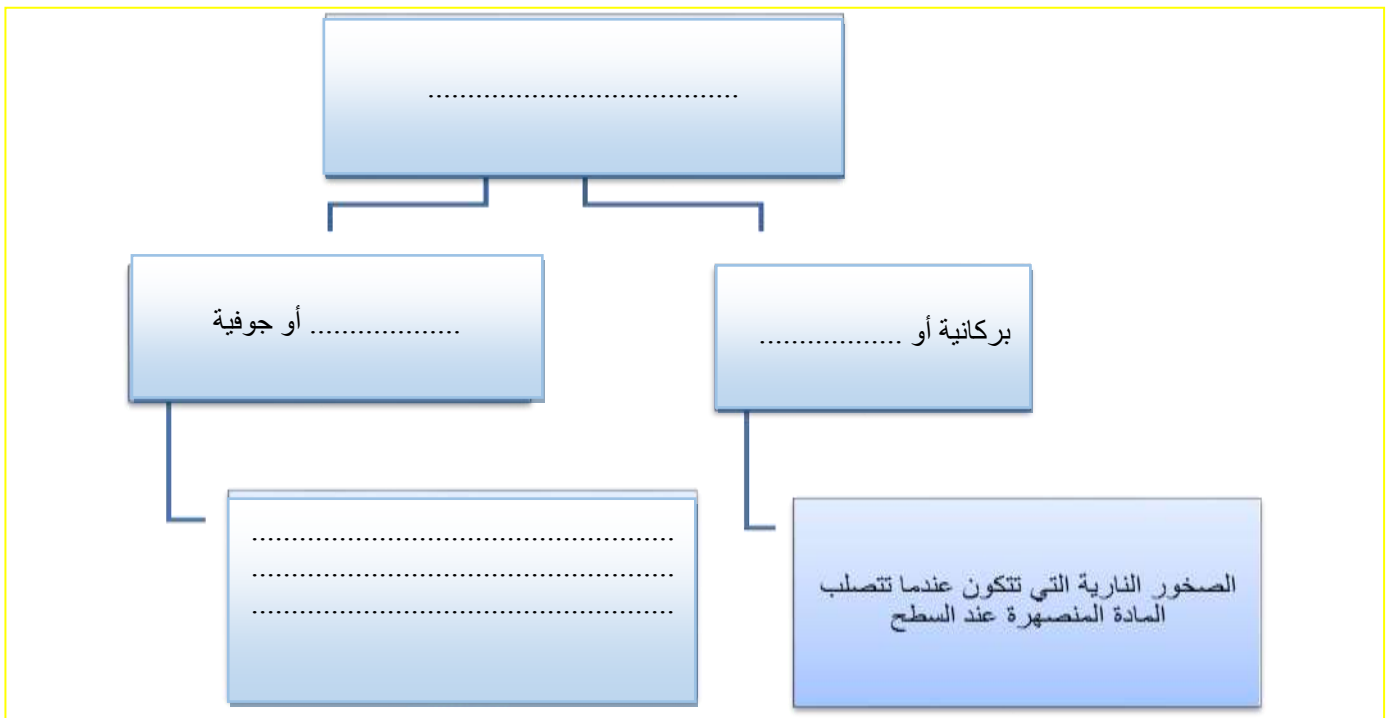 .......................................
بركانية أو ..................
................... أو جوفية
الصخور النارية التي تتكون عندما تتصلب
المادة المنصهرة عند السطح
.....................................................
.....................................................
.....................................................